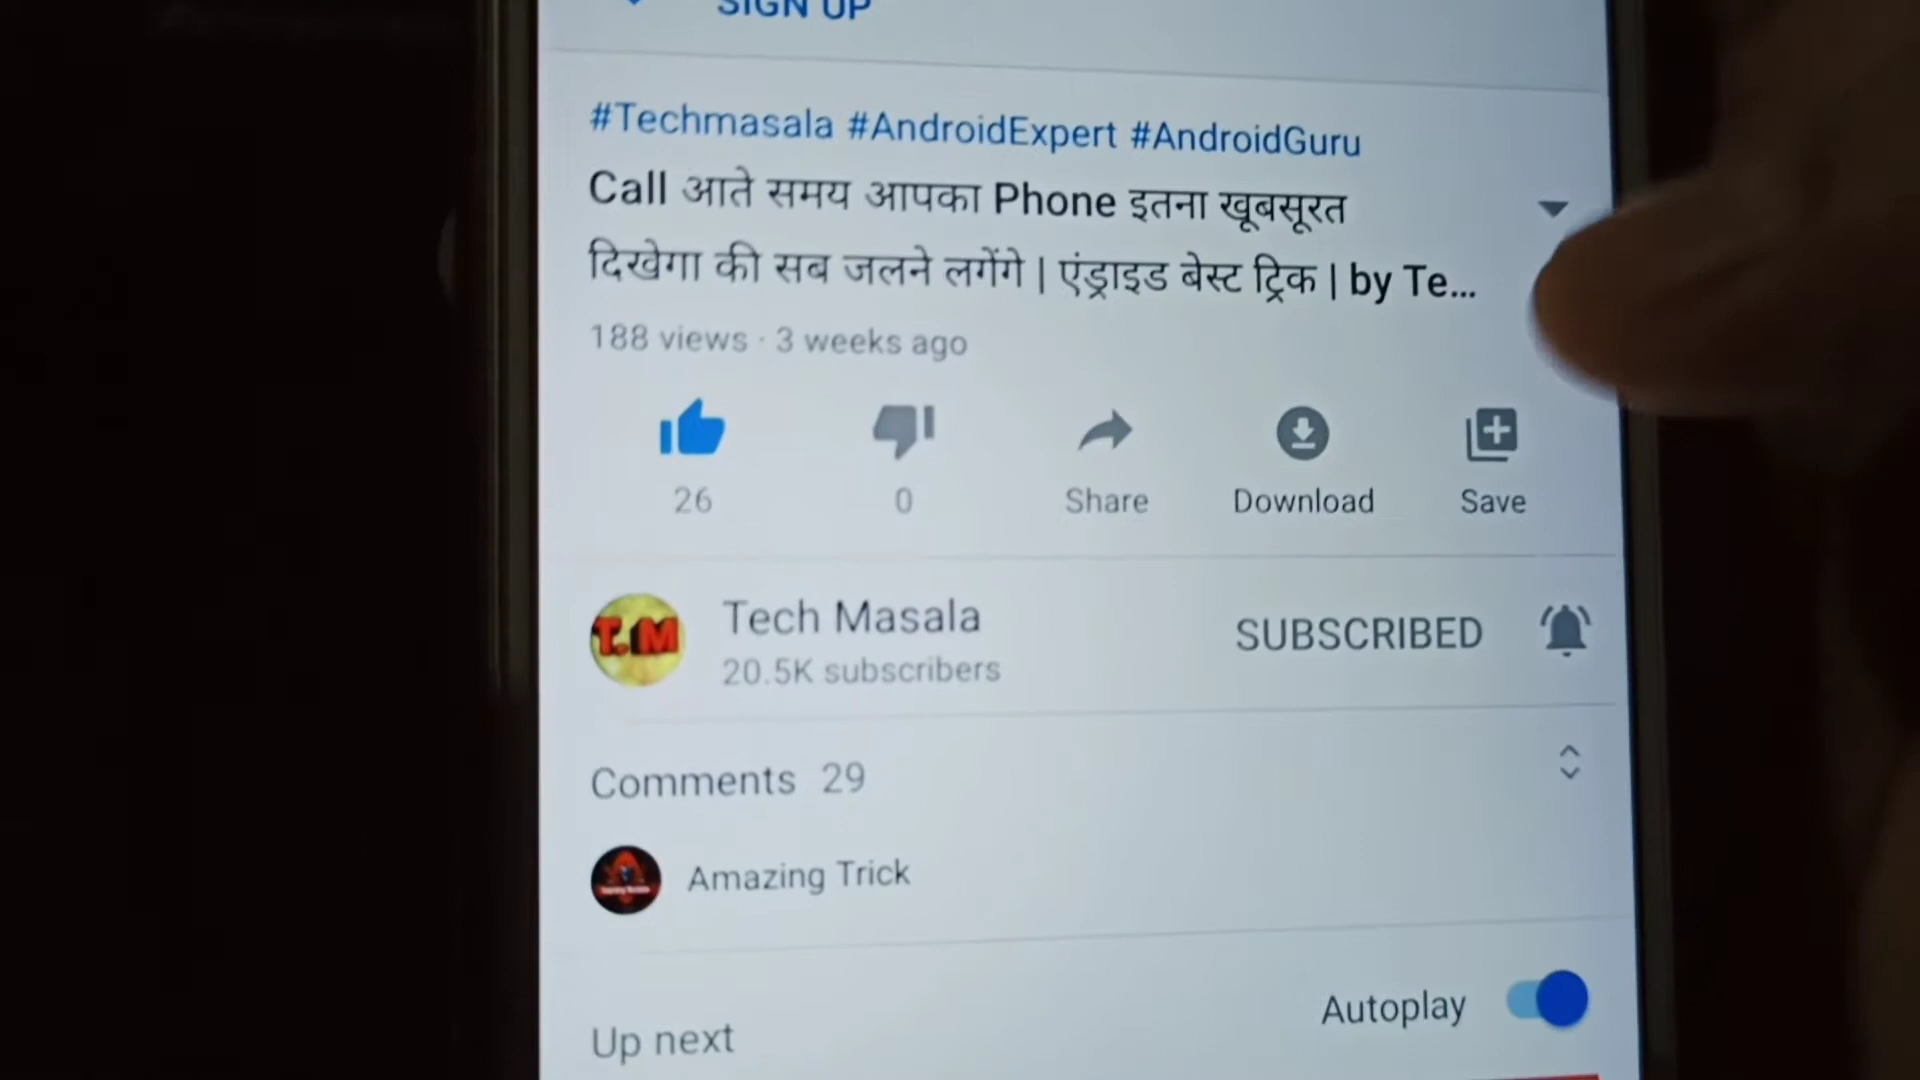 SIGN UP
#Techmasala #AndroidExpert #AndroidGuru
Call आते समय आपका Phone इतना खूबसूरत
दिखेगा की सब जलने लगेंगे | एंड्राइड बेस्ट ट्रिक | by Te...
188 views · 3 weeks ago
26
0
Share
Download
Save
T.M
Tech Masala
SUBSCRIBED
20.5K subscribers
Comments 29
Amazing Trick
Autoplay
Up next